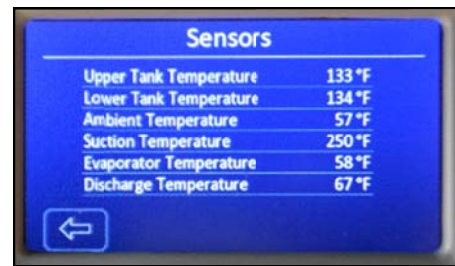 Sensors
Upper Tank Temperature 133 °F
Lower Tank Temperature 134 °F
Ambient Temperature 57 °F
Suction Temperature 250 °F
Evaporator Temperature 58 °F
Discharge Temperature 67 °F